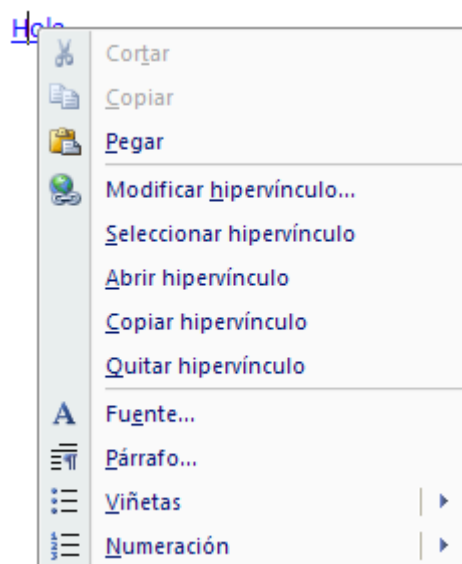 Hola
Cortar
Copiar
Pegar
Modificar hipervínculo...
Seleccionar hipervínculo
Abrir hipervínculo
Copiar hipervínculo
Quitar hipervínculo
Fuente...
Párrafo...
Viñetas
Numeración